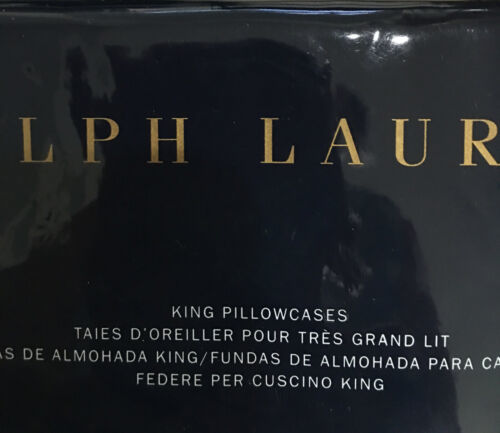 LPH LAUR
KING PILLOWCASES
TAIES D'OREILLER POUR TRÈS GRAND LIT
AS DE ALMOHADA KING/FUNDAS DE ALMOHADA PARA CA
FEDERE PER CUSCINO KING